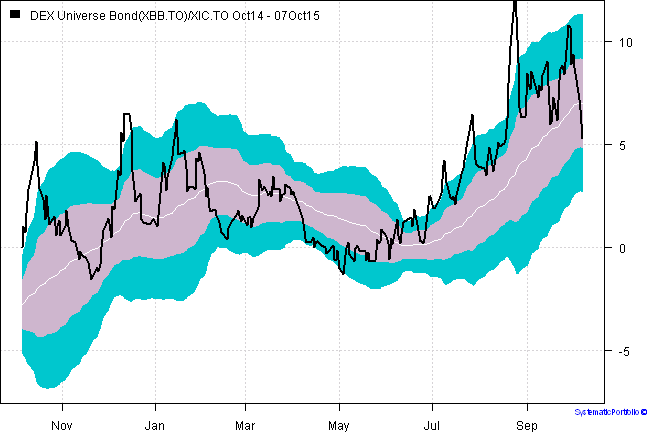 DEX Universe Bond(XBB.TO)/XIC.TO Oct14 - 07Oct15
10
5
0
-5
Nov Jan Mar May Jul Sep
SystematicPortfolio ©